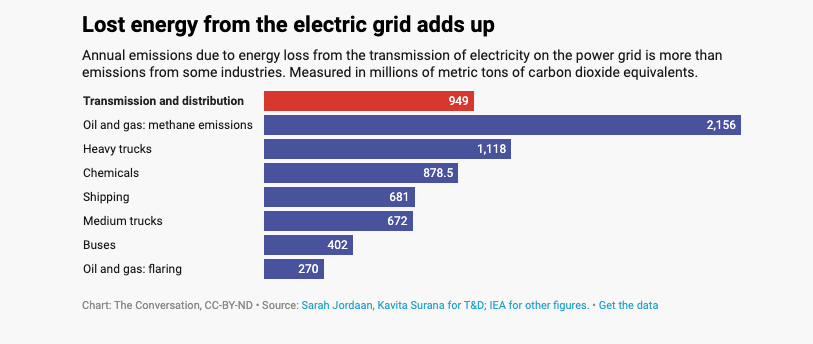 Lost energy from the electric grid adds up
Annual emissions due to energy loss from the transmission of electricity on the power grid is more than
emissions from some industries. Measured in millions of metric tons of carbon dioxide equivalents.
Transmission and distribution 949
Oil and gas: methane emissions 2,156
Heavy trucks 1,118
Chemicals 878.5
Shipping 681
Medium trucks 672
Buses 402
Oil and gas: flaring 270
Chart: The Conversation, CC-BY-ND • Source: Sarah Jordaan, Kavita Surana for T&D; IEA for other figures. • Get the data